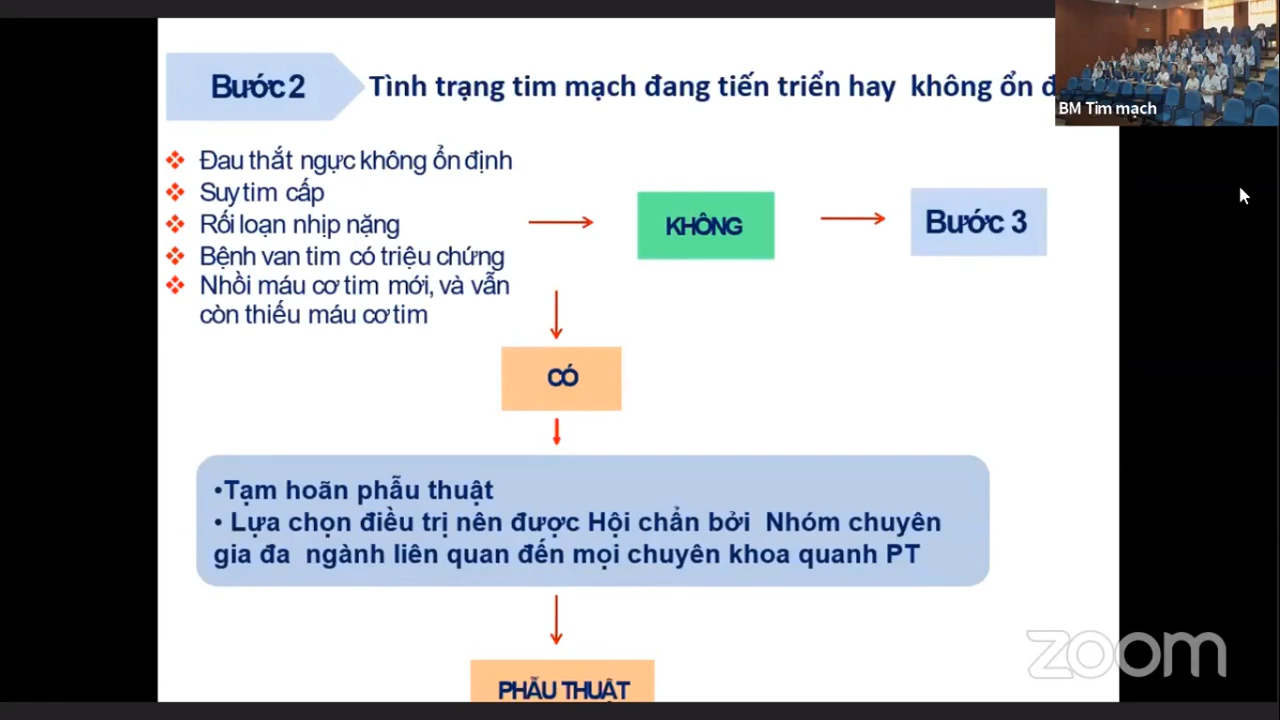 Bước 2
Tình trạng tim mạch đang tiến triển hay không ổn
BM Tim mạch
❖ Đau thắt ngực không ổn định
❖ Suy tim cấp
❖ Rối loạn nhịp nặng
❖ Bệnh van tim có triệu chứng
❖ Nhồi máu cơ tim mới, và vẫn
còn thiếu máu cơ tim
KHÔNG
Bước 3
CÓ
•Tạm hoãn phẫu thuật
• Lựa chọn điều trị nên được Hội chẩn bởi Nhóm chuyên
gia đa ngành liên quan đến mọi chuyên khoa quanh PT
PHẪU THUẬT
zoom